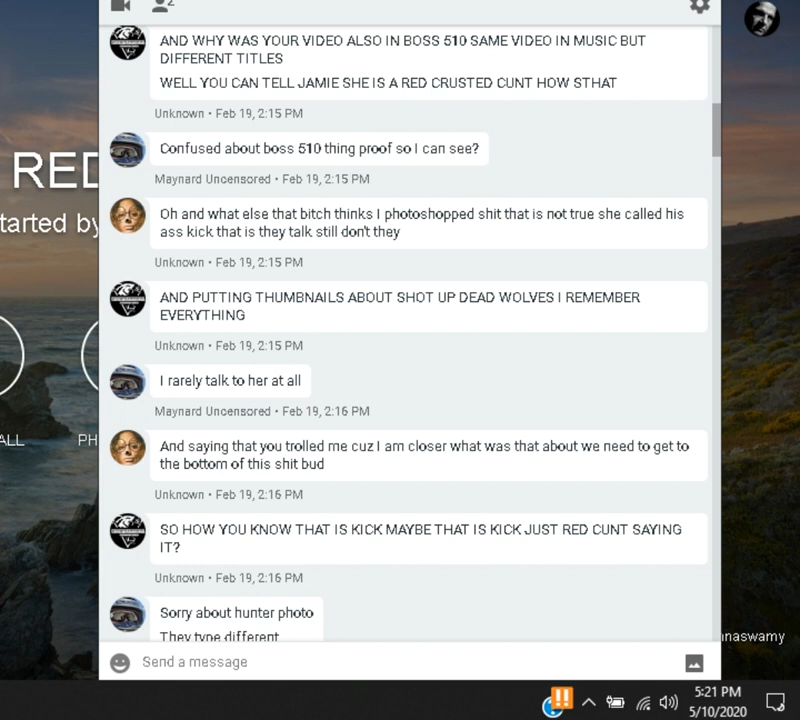 2
AND WHY WAS YOUR VIDEO ALSO IN BOSS 510 SAME VIDEO IN MUSIC BUT
DIFFERENT TITLES
WELL YOU CAN TELL JAMIE SHE IS A RED CRUSTED CUNT HOW STHAT
Unknown • Feb 19, 2:15 PM
Confused about boss 510 thing proof so I can see?
Maynard Uncensored • Feb 19, 2:15 PM
Oh and what else that bitch thinks I photoshopped shit that is not true she called his
ass kick that is they talk still don't they
Unknown • Feb 19, 2:15 PM
AND PUTTING THUMBNAILS ABOUT SHOT UP DEAD WOLVES I REMEMBER
EVERYTHING
Unknown • Feb 19, 2:15 PM
I rarely talk to her at all
Maynard Uncensored • Feb 19, 2:16 PM
And saying that you trolled me cuz I am closer what was that about we need to get to
the bottom of this shit bud
Unknown • Feb 19, 2:16 PM
SO HOW YOU KNOW THAT IS KICK MAYBE THAT IS KICK JUST RED CUNT SAYING
IT?
Unknown • Feb 19, 2:16 PM
Sorry about hunter photo
They type different
Send a message
RED
tarted by
ALL
PH
naswamy
5:21 PM
5/10/2020